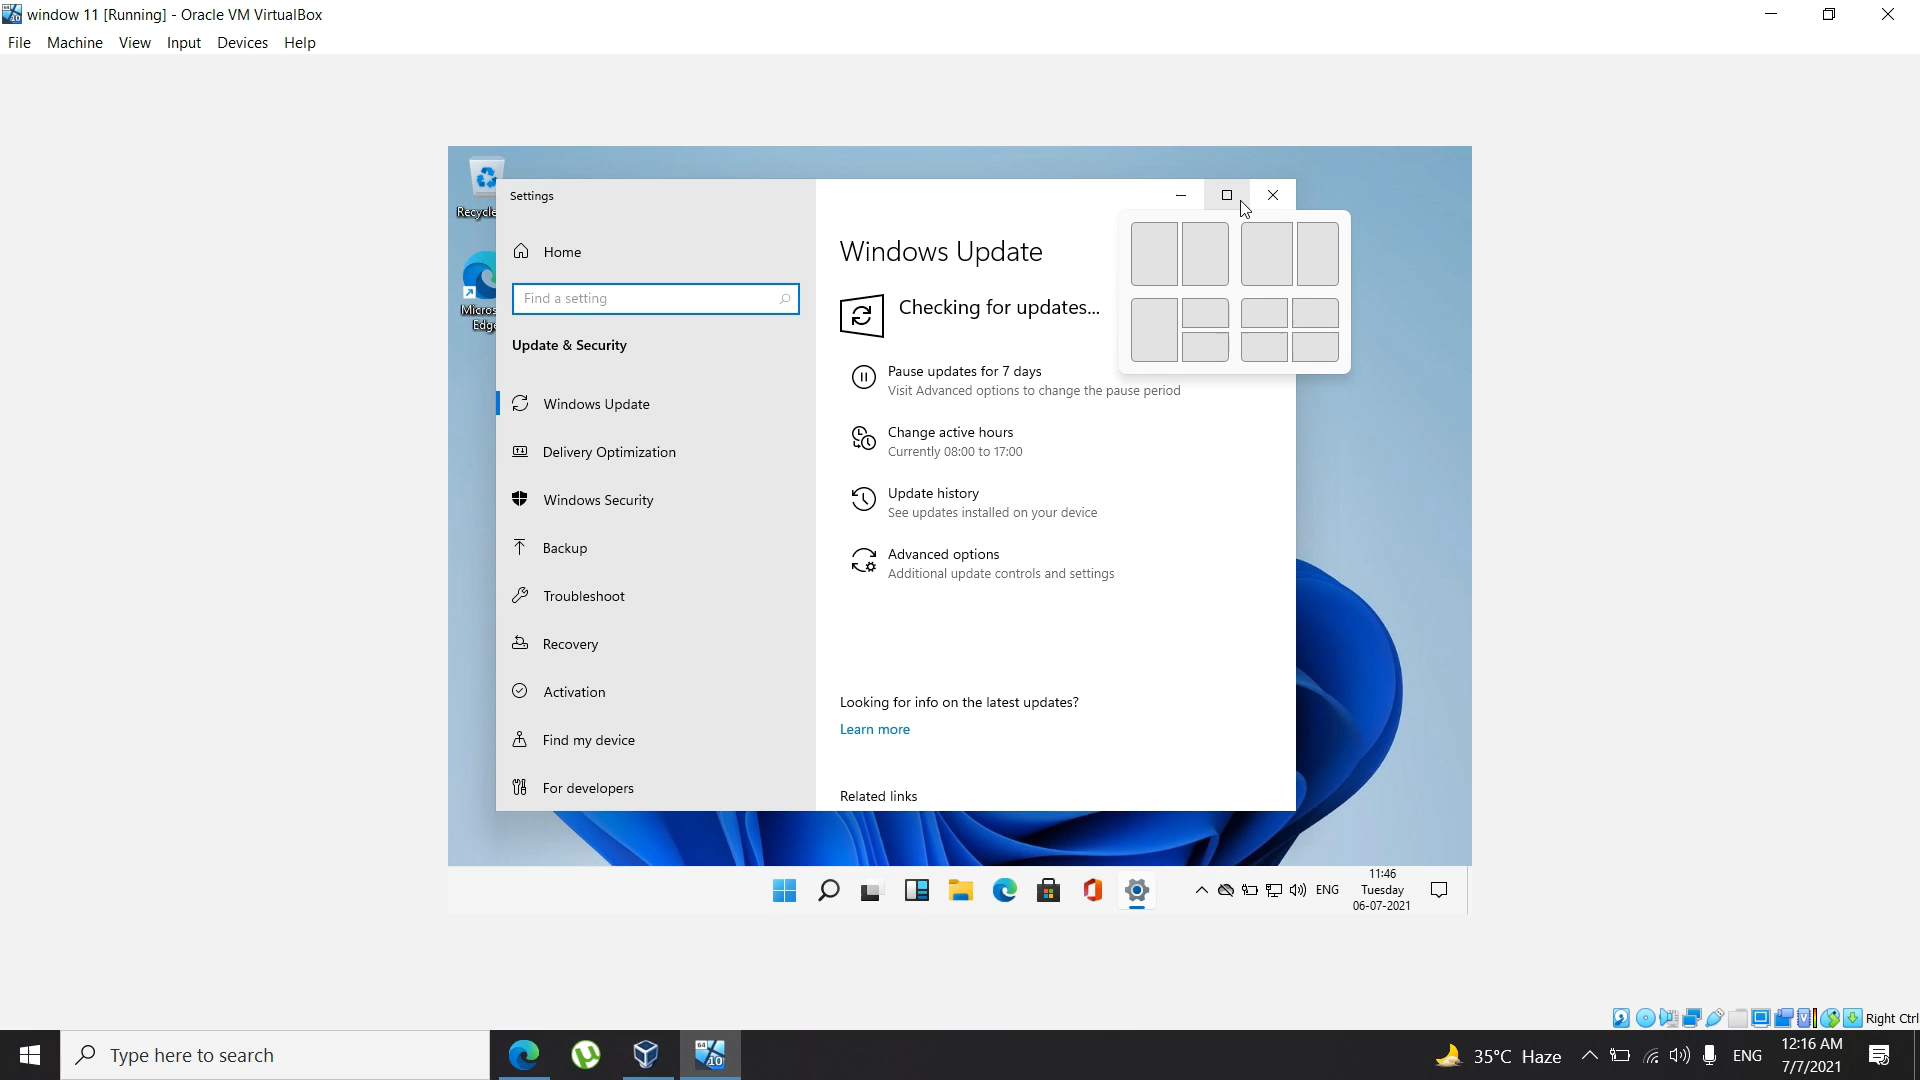 window 11 [Running] - Oracle VM VirtualBox
File Machine View Input Devices Help
Recycle
Micros
Edge
Settings
Home
Find a setting
Update & Security
Windows Update
Delivery Optimization
Windows Security
Backup
Troubleshoot
Recovery
Activation
Find my device
For developers
Windows Update
Checking for updates...
Pause updates for 7 days
Visit Advanced options to change the pause period
Change active hours
Currently 08:00 to 17:00
Update history
See updates installed on your device
Advanced options
Additional update controls and settings
Looking for info on the latest updates?
Learn more
Related links
ENG
11:46
Tuesday
06-07-2021
Right Ctrl
Type here to search
64
10
35°C Haze
ENG
12:16 AM
7/7/2021